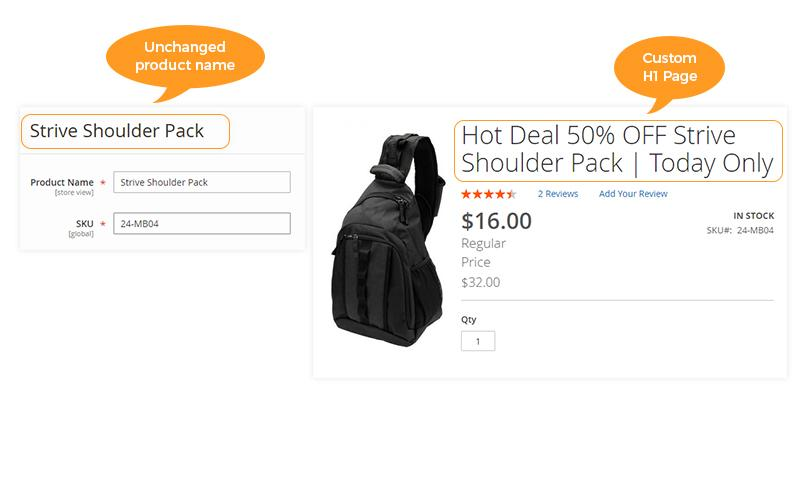 Unchanged
product name
Custom
H1 Page
Strive Shoulder Pack
Product Name *
[store view]
Strive Shoulder Pack
SKU *
[global]
24-MB04
Hot Deal 50% OFF Strive
Shoulder Pack | Today Only
2 Reviews Add Your Review
$16.00
IN STOCK
SKU#: 24-MB04
Regular
Price
$32.00
Qty
1